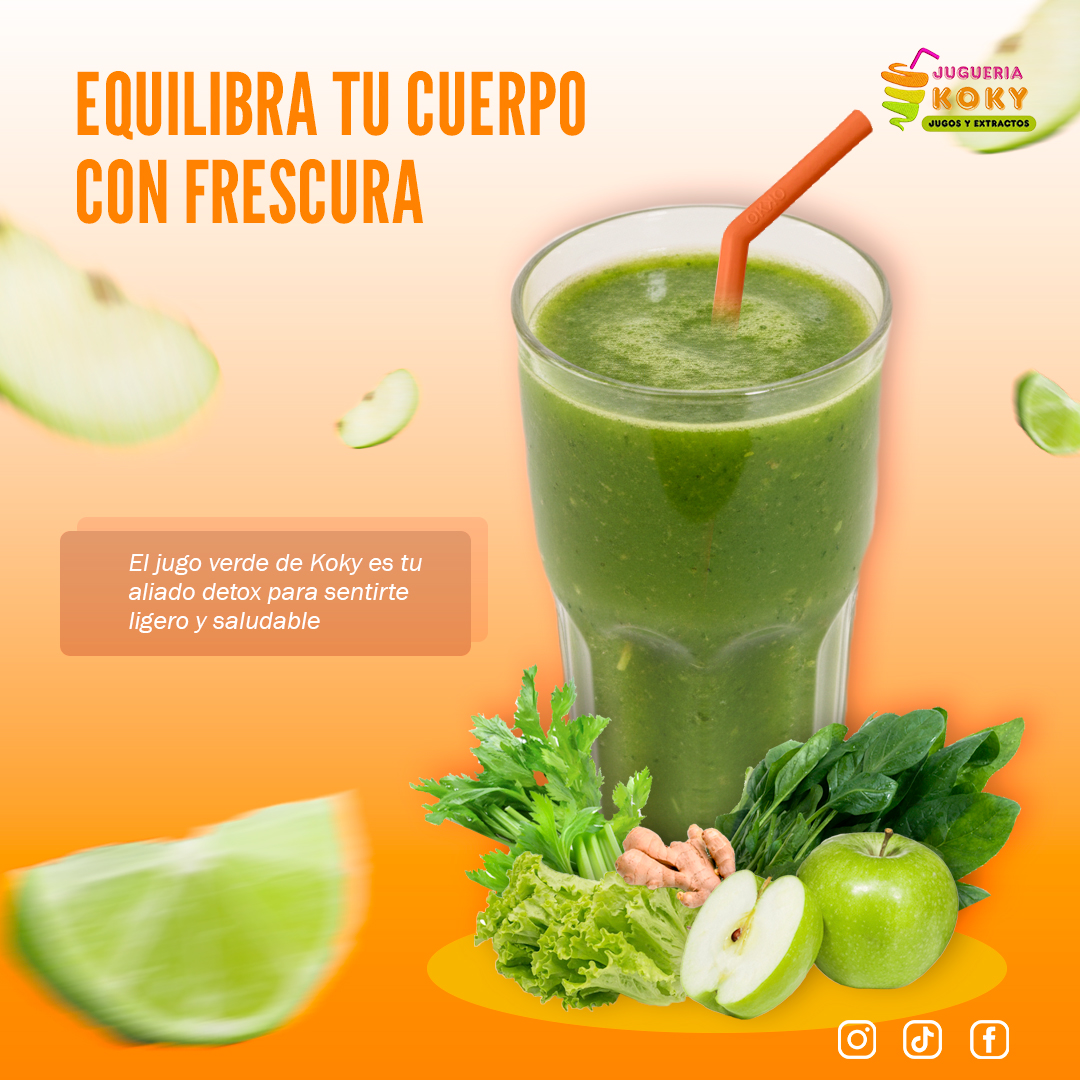 EQUILIBRA TU CUERPO
CON FRESCURA
JUGUERIA
KOKY
JUGOS Y EXTRACTOS
El jugo verde de Koky es tu
aliado detox para sentirte
ligero y saludable